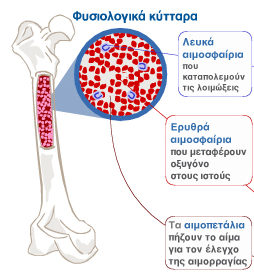 Φυσιολογικά κύτταρα
Λευκά
αιμοσφαίρια
που
καταπολεμούν
τις λοιμώξεις
Ερυθρά
αιμοσφαίρια
που μεταφέρουν
οξυγόνο
στους ιστούς
Τα αιμοπετάλια
πήζουν το αίμα
για τον έλεγχο
της αιμορραγίας